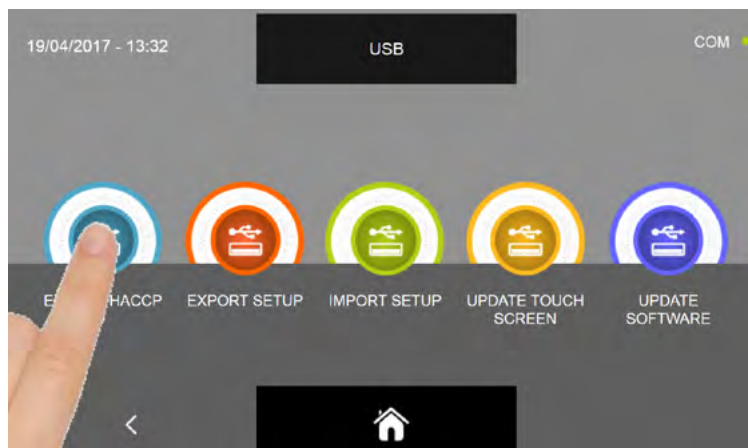 19/04/2017 - 13:32
USB
COM
HACCP
EXPORT SETUP
IMPORT SETUP
UPDATE TOUCH
SCREEN
UPDATE
SOFTWARE